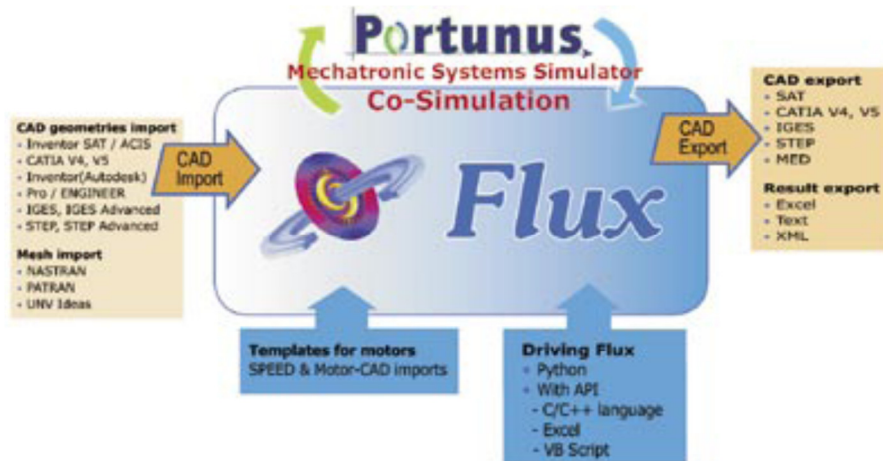 Portunus
Mechatronic Systems Simulator
Co-Simulation
CAD geometries import
• Inventor SAT / ACIS
• CATIA V4, V5
• Inventor(Autodesk)
• Pro / ENGINEER
• IGES, IGES Advanced
• STEP, STEP Advanced
Mesh import
• NASTRAN
• PATRAN
• UNV Ideas
CAD
Import
Flux
CAD
Export
CAD export
• SAT
• CATIA V4, V5
• IGES
• STEP
• MED
Result export
• Excel
• Text
• XML
Templates for motors
SPEED & Motor-CAD imports
Driving Flux
• Python
• With API
- C/C++ language
- Excel
- VB Script